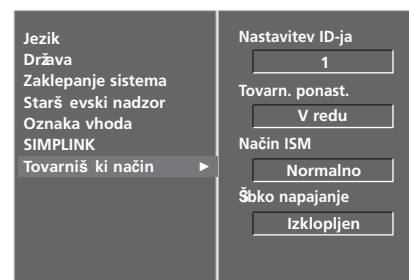 Jezik
Država
Zaklepanje sistema
Starš evski nadzor
Oznaka vhoda
SIMPLINK
Tovarniš ki način ►
Nastavitev ID-ja
1
Tovarn. ponast.
V redu
Način ISM
Normalno
Šbko napajanje
Izklopljen